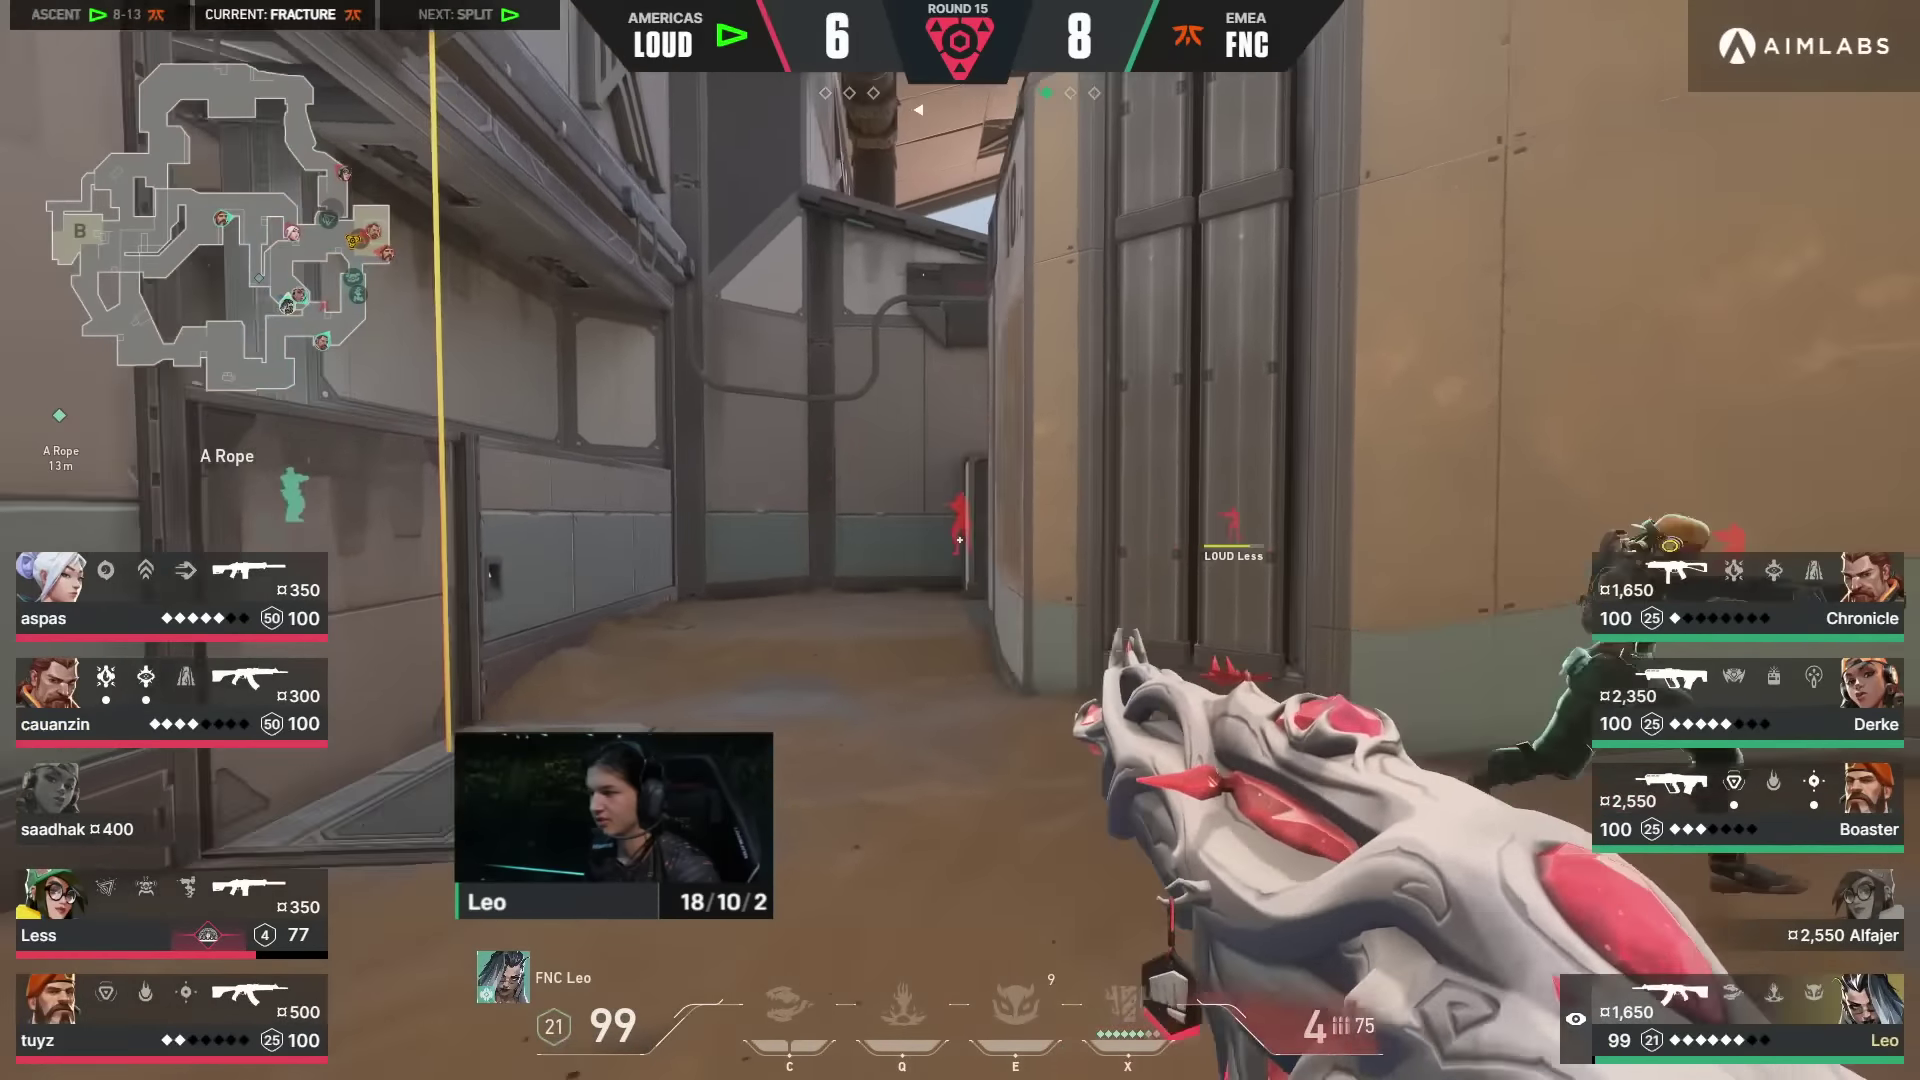 ASCENT 8-13
CURRENT: FRACTURE
NEXT: SPLIT
AMERICAS
LOUD
6
ROUND 15
8
EMEA
FNC
AIMLABS
B
A Rope
13m
A Rope
LOUD Less
350
aspas
50 100
300
cauanzin
50 100
saadhak 400
350
Less
4 77
500
tuyz
25 100
1,650
100 25
Chronicle
2,350
100 25
Derke
2,550
100 25
Boaster
2,550 Alfajer
1,650
99 21
Leo
Leo
18/10/2
FNC Leo
21 99
9
4 75
C
Q
E
X